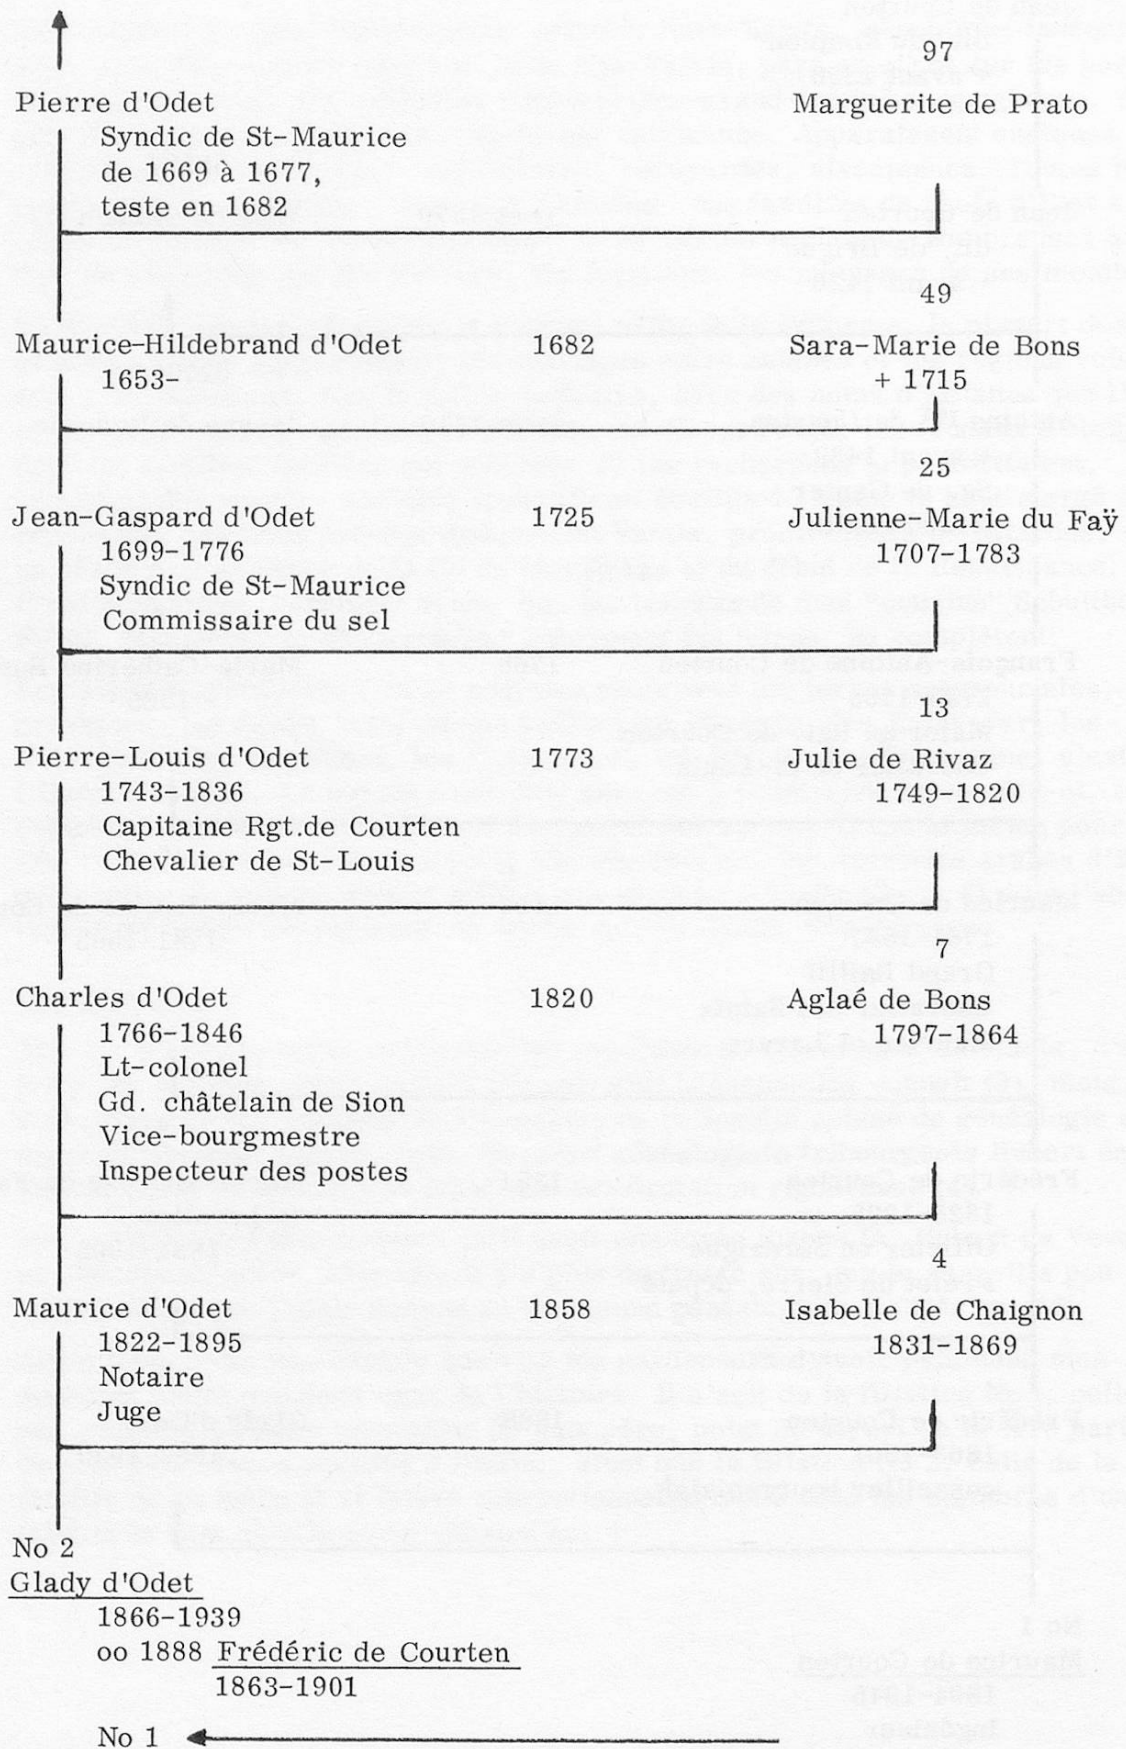 97
Pierre d'Odet Marguerite de Prato
Syndic de St-Maurice
de 1669 à 1677,
teste en 1682
49
Maurice-Hildebrand d'Odet 1682 Sara-Marie de Bons
1653- + 1715
25
Jean-Gaspard d'Odet 1725 Julienne-Marie du Faÿ
1699-1776 1707-1783
Syndic de St-Maurice
Commissaire du sel
13
Pierre-Louis d'Odet 1773 Julie de Rivaz
1743-1836 1749-1820
Capitaine Rgt.de Courten
Chevalier de St-Louis
7
Charles d'Odet 1820 Aglaé de Bons
1766-1846 1797-1864
Lt-colonel
Gd. châtelain de Sion
Vice-bourgmestre
Inspecteur des postes
4
Maurice d'Odet 1858 Isabelle de Chaignon
1822-1895 1831-1869
Notaire
Juge
No 2
Glady d'Odet
1866-1939
oo 1888 Frédéric de Courten
1863-1901
No 1